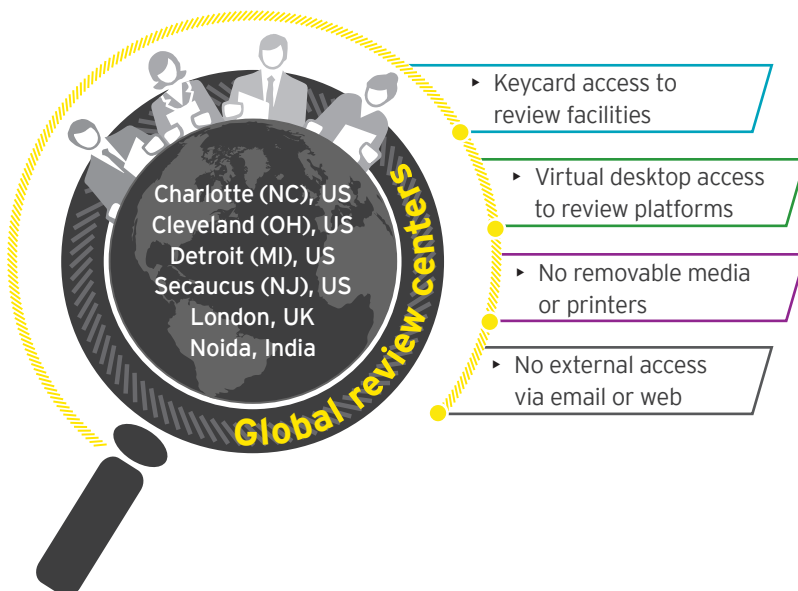 Charlotte (NC), US
Cleveland (OH), US
Detroit (MI), US
Secaucus (NJ), US
London, UK
Noida, India
Global review centers
▸ Keycard access to
review facilities
▸ Virtual desktop access
to review platforms
▸ No removable media
or printers
▸ No external access
via email or web